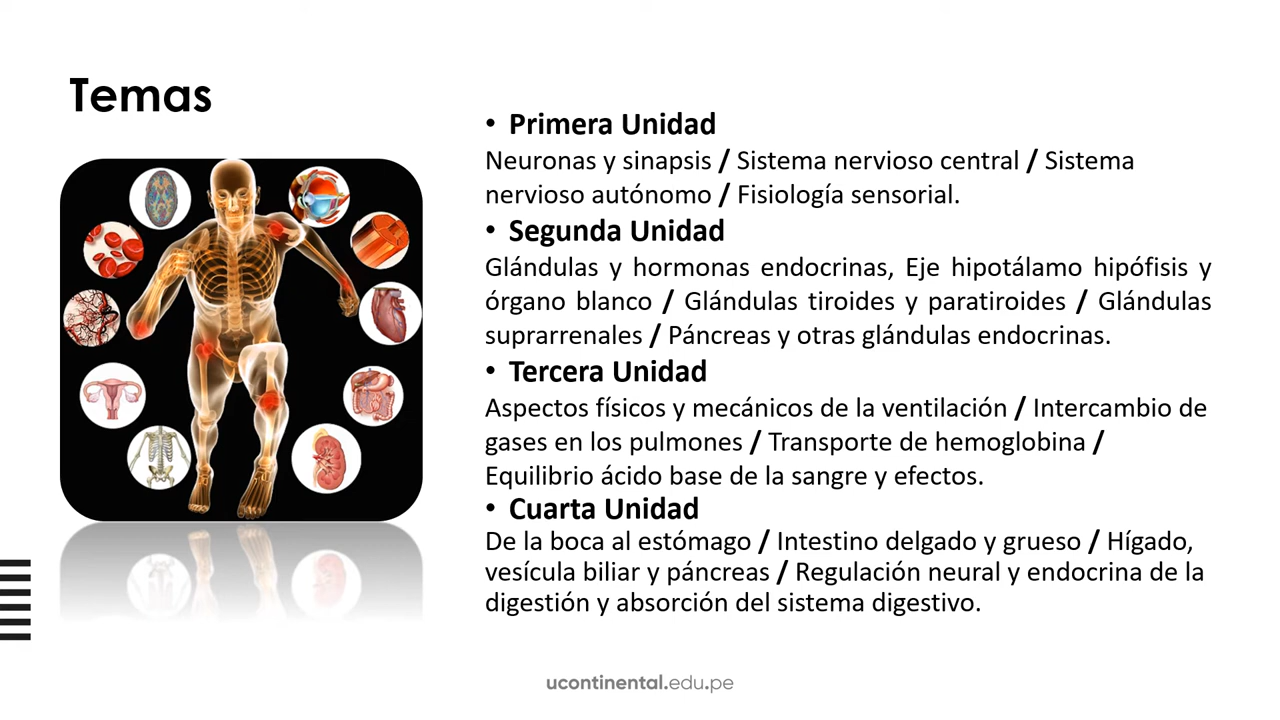 Temas
• Primera Unidad
Neuronas y sinapsis / Sistema nervioso central / Sistema
nervioso autónomo / Fisiología sensorial.
• Segunda Unidad
Glándulas y hormonas endocrinas, Eje hipotálamo hipófisis y
órgano blanco / Glándulas tiroides y paratiroides / Glándulas
suprarrenales / Páncreas y otras glándulas endocrinas.
• Tercera Unidad
Aspectos físicos y mecánicos de la ventilación / Intercambio de
gases en los pulmones / Transporte de hemoglobina /
Equilibrio ácido base de la sangre y efectos.
• Cuarta Unidad
De la boca al estómago / Intestino delgado y grueso / Hígado,
vesícula biliar y páncreas / Regulación neural y endocrina de la
digestión y absorción del sistema digestivo.
ucontinental.edu.pe